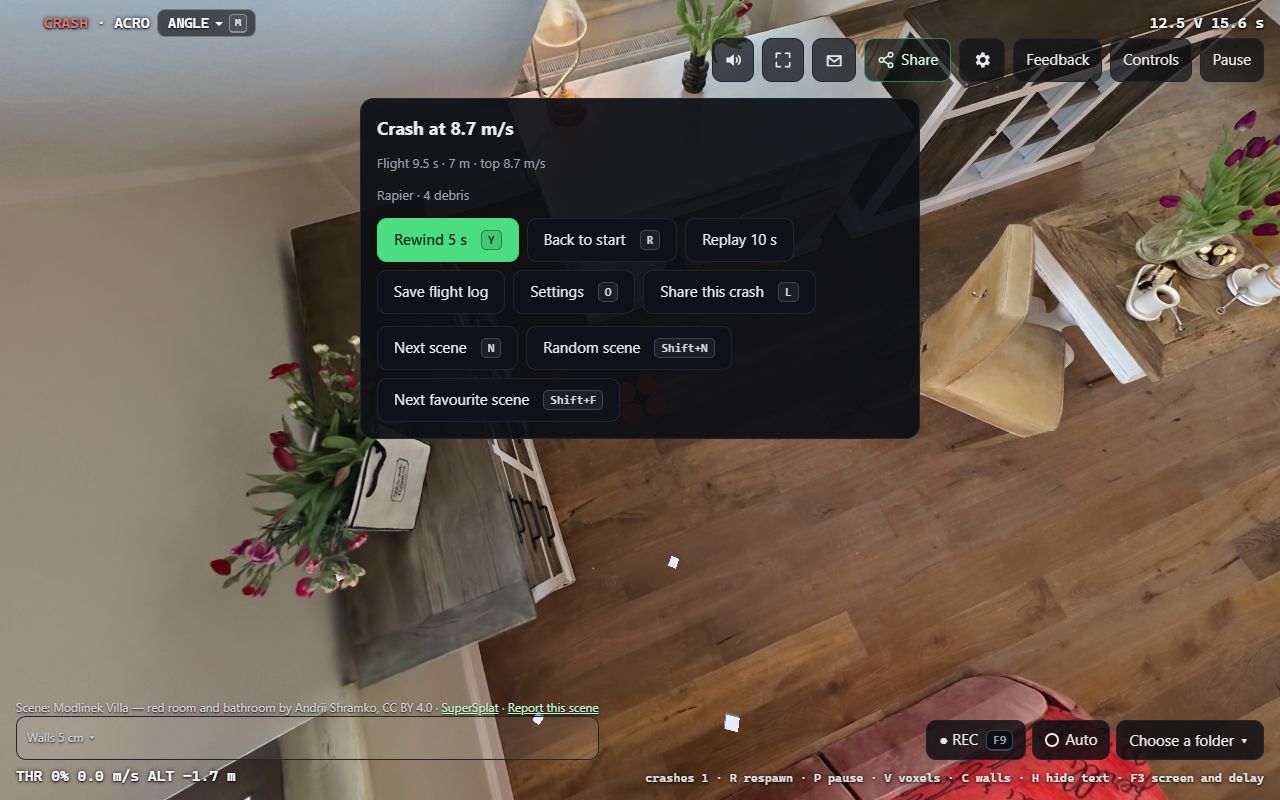 CRASH · ACRO ANGLE M
12.5 V 15.6 s
Share
Feedback
Controls
Pause
Crash at 8.7 m/s
Flight 9.5 s · 7 m · top 8.7 m/s
Rapier · 4 debris
Rewind 5 s Y
Back to start R
Replay 10 s
Save flight log
Settings O
Share this crash L
Next scene N
Random scene Shift+N
Next favourite scene Shift+F
Scene: Modlinek Villa — red room and bathroom by Andrii Shramko, CC BY 4.0 · SuperSplat · Report this scene
Walls 5 cm
● REC F9
Auto
Choose a folder
THR 0% 0.0 m/s ALT −1.7 m
crashes 1 · R respawn · P pause · V voxels · C walls · H hide text · F3 screen and delay